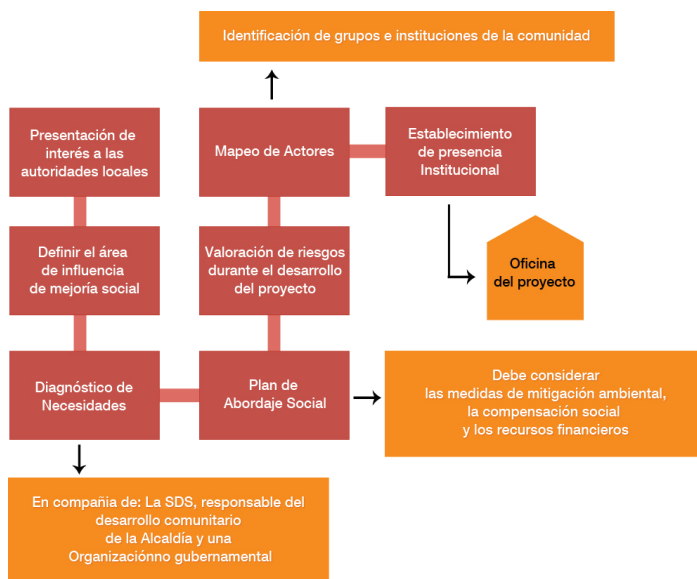 Identificación de grupos e instituciones de la comunidad
Presentación de
interés a las
autoridades locales
Mapeo de Actores
Establecimiento
de presencia
Institucional
Definir el área
de influencia
de mejoría social
Valoración de riesgos
durante el desarrollo
del proyecto
Oficina
del proyecto
Diagnóstico de
Necesidades
Plan de
Abordaje Social
Debe considerar
las medidas de mitigación ambiental,
la compensación social
y los recursos financieros
En compañia de: La SDS, responsable del
desarrollo comunitario
de la Alcaldía y una
Organizaciónno gubernamental